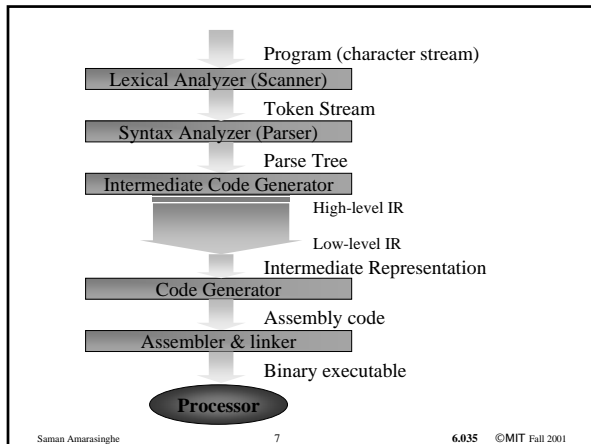 Program (character stream)
Lexical Analyzer (Scanner)
Token Stream
Syntax Analyzer (Parser)
Parse Tree
Intermediate Code Generator
High-level IR
Low-level IR
Intermediate Representation
Code Generator
Assembly code
Assembler & linker
Binary executable
Processor
Saman Amarasinghe 7 6.035 ©MIT Fall 2001